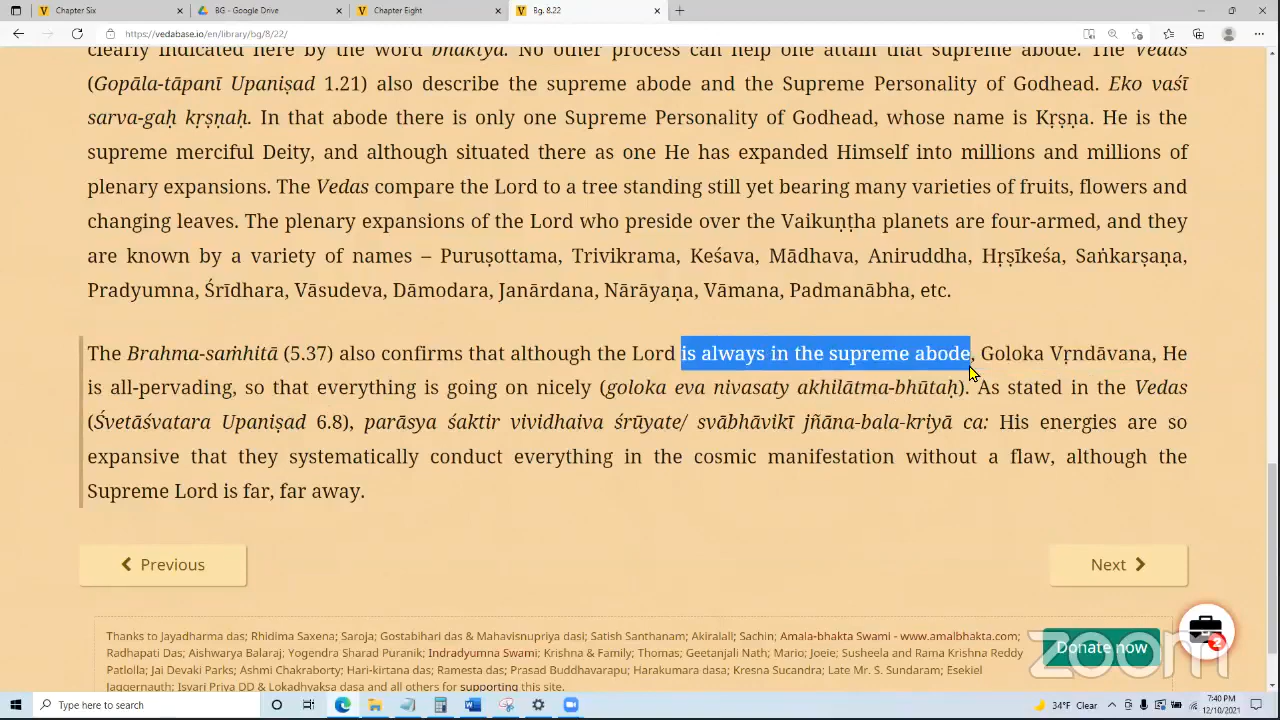 Chapter Six
BG - Google Drive
Chapter Eight
Bg. 8.22
https://vedabase.io/en/library/bg/8/22/
clearly indicated here by the word bhaktyā. No other process can help one attain that supreme abode. The Vedas
(Gopāla-tāpanī Upaniṣad 1.21) also describe the supreme abode and the Supreme Personality of Godhead. Eko vaśī
sarva-gaḥ kṛṣṇaḥ. In that abode there is only one Supreme Personality of Godhead, whose name is Kṛṣṇa. He is the
supreme merciful Deity, and although situated there as one He has expanded Himself into millions and millions of
plenary expansions. The Vedas compare the Lord to a tree standing still yet bearing many varieties of fruits, flowers and
changing leaves. The plenary expansions of the Lord who preside over the Vaikuṇṭha planets are four-armed, and they
are known by a variety of names – Puruṣottama, Trivikrama, Keśava, Mādhava, Aniruddha, Hṛṣīkeśa, Saṅkarṣaṇa,
Pradyumna, Śrīdhara, Vāsudeva, Dāmodara, Janārdana, Nārāyaṇa, Vāmana, Padmanābha, etc.
The Brahma-saṁhitā (5.37) also confirms that although the Lord is always in the supreme abode, Goloka Vṛndāvana, He
is all-pervading, so that everything is going on nicely (goloka eva nivasaty akhilātma-bhūtaḥ). As stated in the Vedas
(Śvetāśvatara Upaniṣad 6.8), parāsya śaktir vividhaiva śrūyate/ svābhāvikī jñāna-bala-kriyā ca: His energies are so
expansive that they systematically conduct everything in the cosmic manifestation without a flaw, although the
Supreme Lord is far, far away.
Previous
Next
Thanks to Jayadharma das; Rhidima Saxena; Saroja; Gostabihari das & Manavisnupriya dasi; Satish Santhanam; Akiralall; Sachin; Amala-bhakta Swami - www.amalbhakta.com;
Radhapati Das; Aishwarya Balaraj; Yogendra Sharad Puranik; Indradyumna Swami; Krishna & Family; Thomas; Geetanjali Nath; Mario; Joeie; Susheela and Rama Krishna Reddy
Patlolla; Jai Devaki Parks; Ashmi Chakraborty; Hari-kirtana das; Ramesta das; Prasad Buddhavarapu; Harakumara dasa; Kresna Sucandra; Late Mr. S. Sundaram; Esekiel
Jaggernauth; Isvari Priya DD & Lokadhyaksa dasa and all others for supporting this site.
Donate now
2
zoom
Type here to search
34°F Clear
7:40 PM
12/10/2021